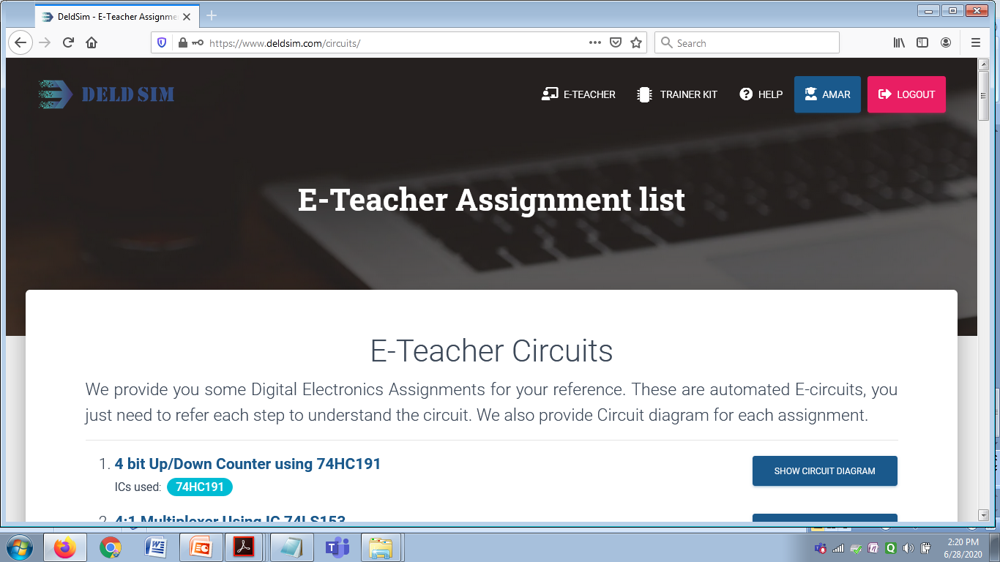 DeldSim - E-Teacher Assignme
https://www.deldsim.com/circuits/
Search
DELD SIM
E-TEACHER
TRAINER KIT
HELP
AMAR
LOGOUT
E-Teacher Assignment list
E-Teacher Circuits
We provide you some Digital Electronics Assignments for your reference. These are automated E-circuits, you
just need to refer each step to understand the circuit. We also provide Circuit diagram for each assignment.
1. 4 bit Up/Down Counter using 74HC191
SHOW CIRCUIT DIAGRAM
ICs used: 74HC191
2. 4:1 Multiplexer Using IC 74LS153
2:20 PM
6/28/2020